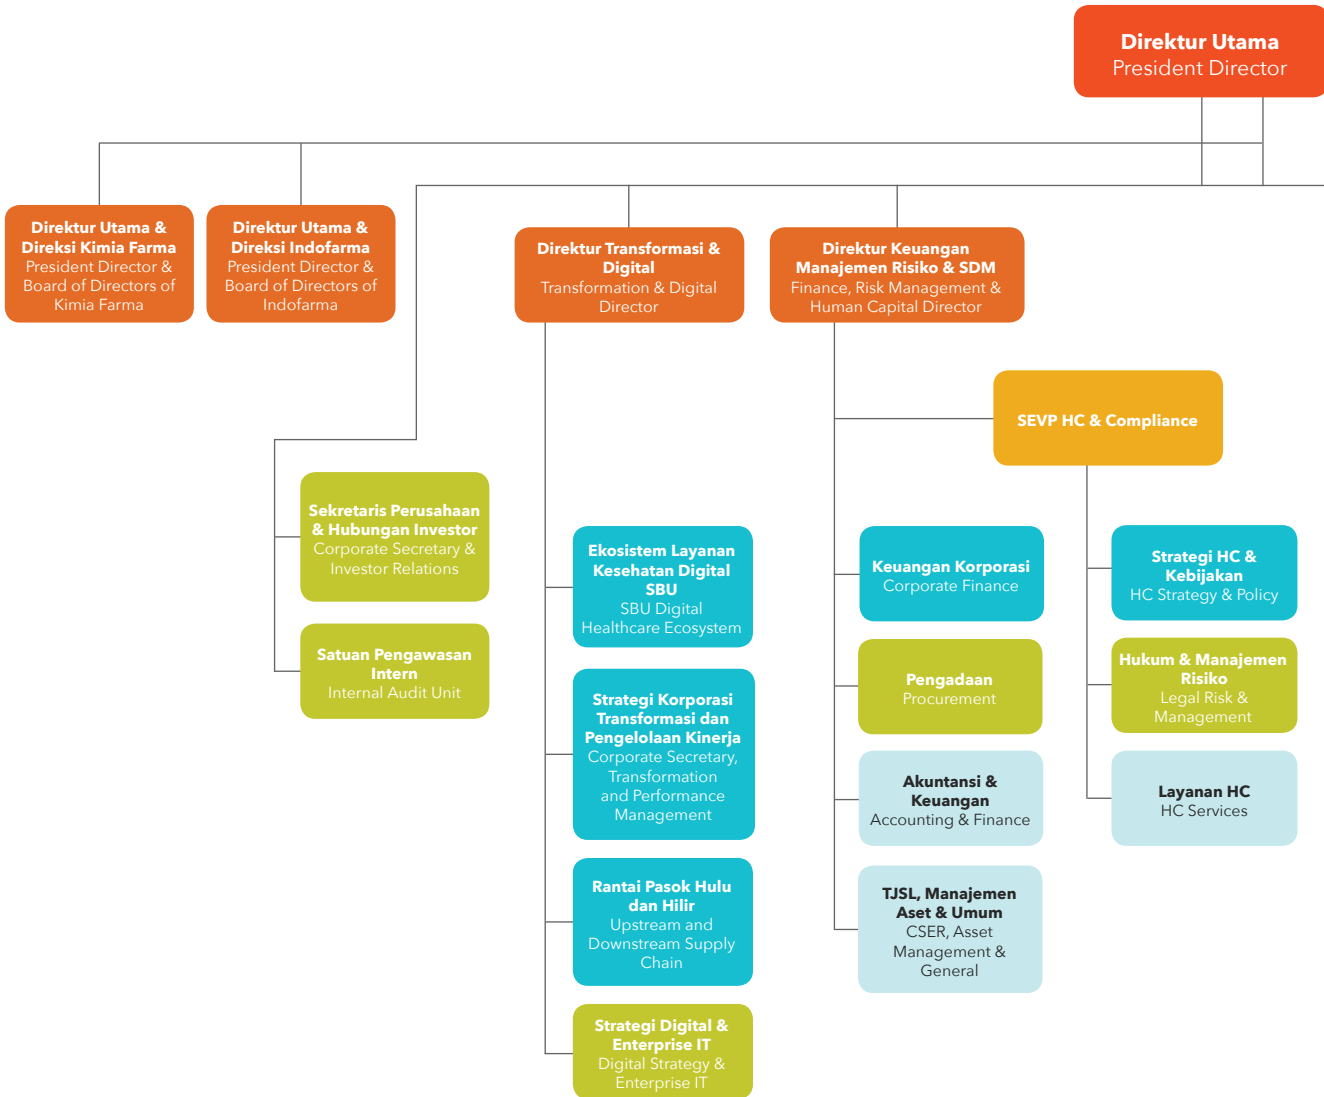 Direktur Utama
President Director
Direktur Utama &
Direksi Kimia Farma
President Director &
Board of Directors of
Kimia Farma
Direktur Utama &
Direksi Indofarma
President Director &
Board of Directors of
Indofarma
Direktur Transformasi &
Digital
Transformation & Digital
Director
Direktur Keuangan
Manajemen Risiko & SDM
Finance, Risk Management &
Human Capital Director
SEVP HC & Compliance
Sekretaris Perusahaan
& Hubungan Investor
Corporate Secretary &
Investor Relations
Satuan Pengawasan
Intern
Internal Audit Unit
Ekosistem Layanan
Kesehatan Digital
SBU
SBU Digital
Healthcare Ecosystem
Strategi Korporasi
Transformasi dan
Pengelolaan Kinerja
Corporate Secretary,
Transformation
and Performance
Management
Rantai Pasok Hulu
dan Hilir
Upstream and
Downstream Supply
Chain
Strategi Digital &
Enterprise IT
Digital Strategy &
Enterprise IT
Keuangan Korporasi
Corporate Finance
Pengadaan
Procurement
Akuntansi &
Keuangan
Accounting & Finance
TJSL, Manajemen
Aset & Umum
CSER, Asset
Management &
General
Strategi HC &
Kebijakan
HC Strategy & Policy
Hukum & Manajemen
Risiko
Legal Risk &
Management
Layanan HC
HC Services